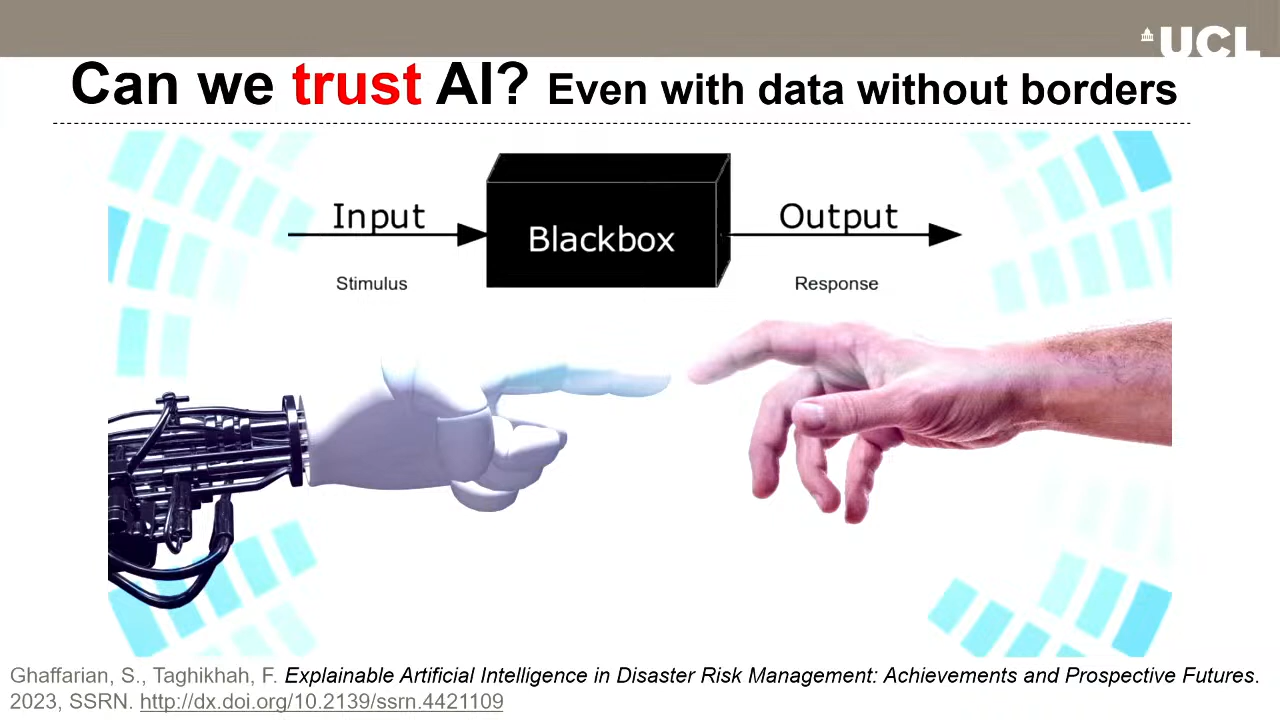 UCL
Can we trust AI? Even with data without borders
Input
Blackbox
Output
Stimulus
Response
Ghaffarian, S., Taghikhah, F. Explainable Artificial Intelligence in Disaster Risk Management: Achievements and Prospective Futures.
2023, SSRN. http://dx.doi.org/10.2139/ssrn.4421109